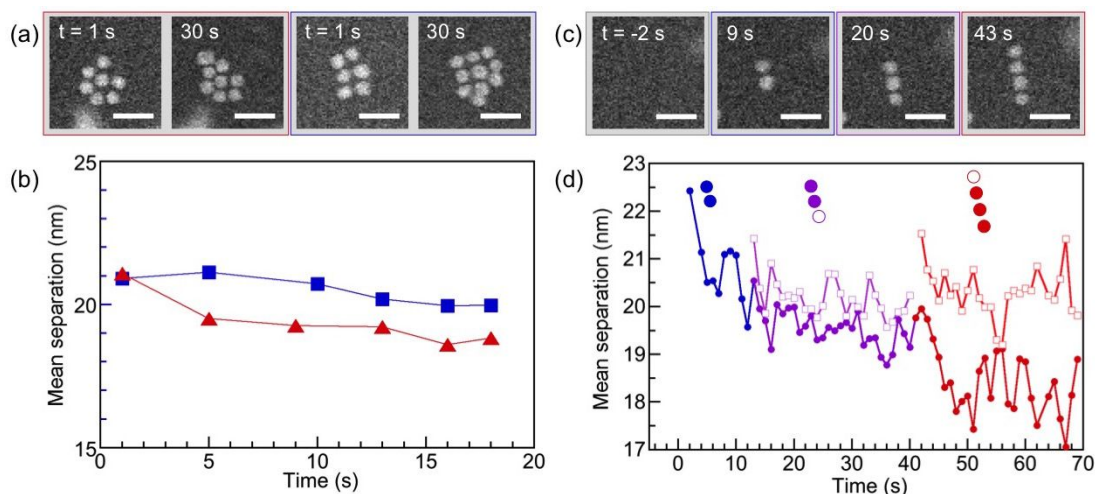 (a)
t = 1 s
30 s
t = 1 s
30 s
(c)
t = -2 s
9 s
20 s
43 s
(b)
25
20
15
Mean separation (nm)
0
5
10
15
20
Time (s)
(d)
23
22
21
20
19
18
17
Mean separation (nm)
0
10
20
30
40
50
60
70
Time (s)